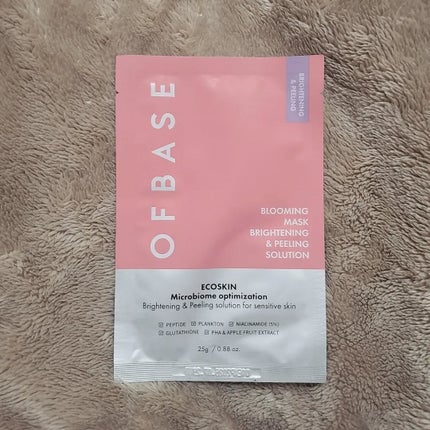 OFBASE
BRIGHTENING
& PEELING
BLOOMING
MASK
BRIGHTENING
& PEELING
SOLUTION
ECOSKIN
Microbiome optimization
Brightening & Peeling solution for sensitive skin
PEPTIDE PLANKTON NIACINAMIDE (5%)
GLUTATHIONE PHA & APPLE FRUIT EXTRACT
25g / 0.88 oz.